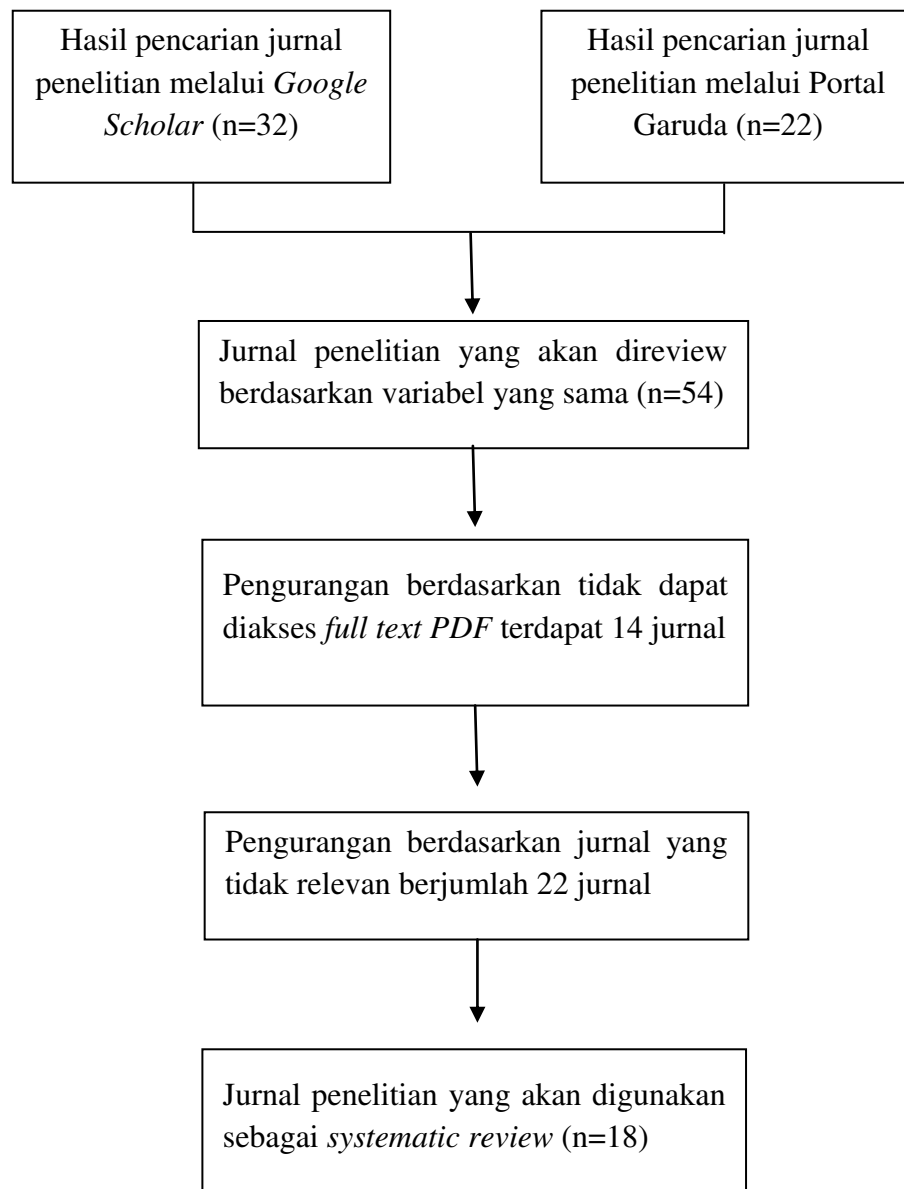 Hasil pencarian jurnal
penelitian melalui Google
Scholar (n=32)
Hasil pencarian jurnal
penelitian melalui Portal
Garuda (n=22)
Jurnal penelitian yang akan direview
berdasarkan variabel yang sama (n=54)
Pengurangan berdasarkan tidak dapat
diakses full text PDF terdapat 14 jurnal
Pengurangan berdasarkan jurnal yang
tidak relevan berjumlah 22 jurnal
Jurnal penelitian yang akan digunakan
sebagai systematic review (n=18)